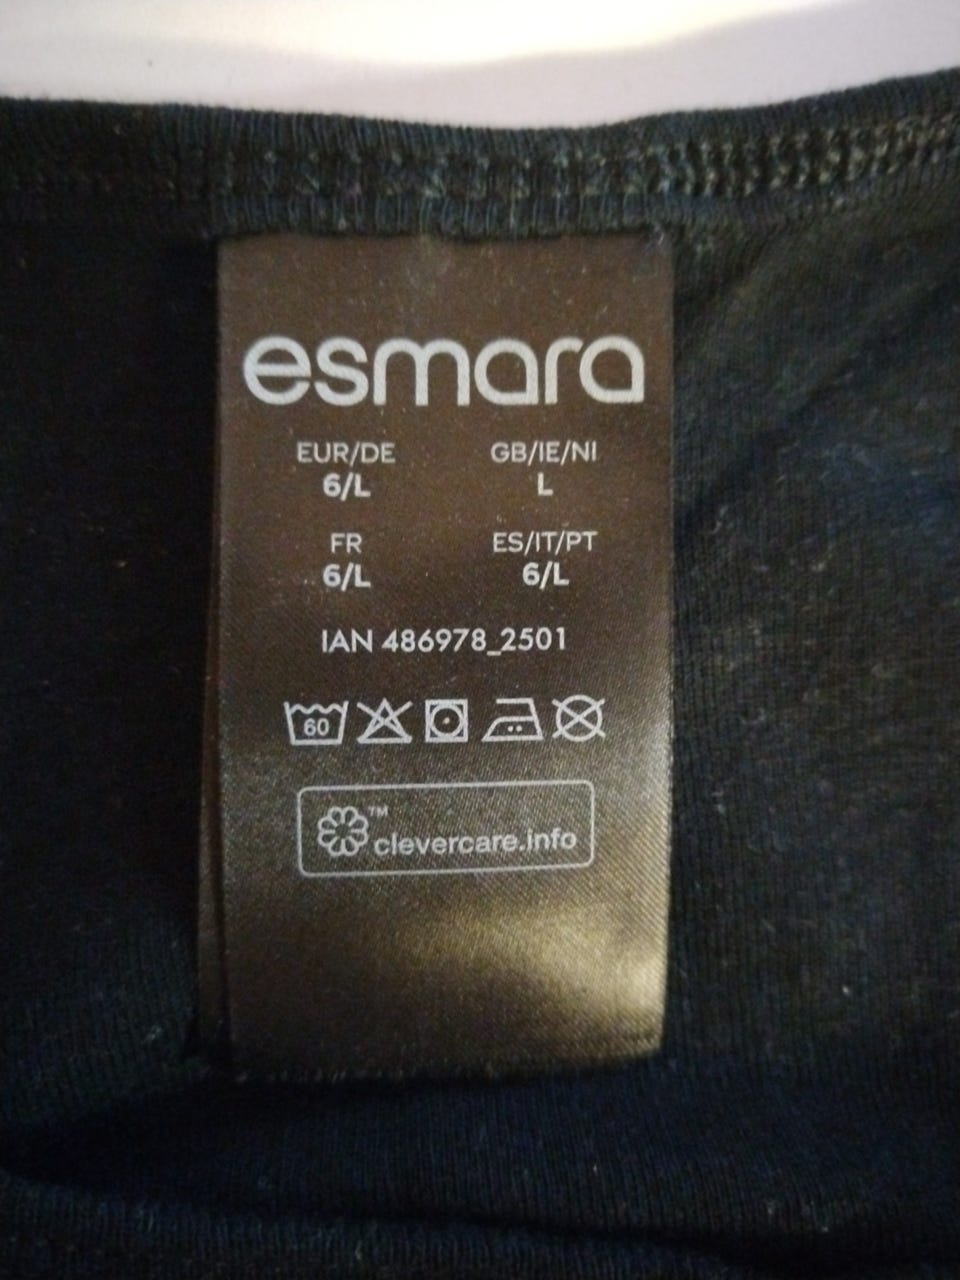 esmara
EUR/DE GB/IE/NI
6/L L
FR ES/IT/PT
6/L 6/L
IAN 486978_2501
60
™
clevercare.info